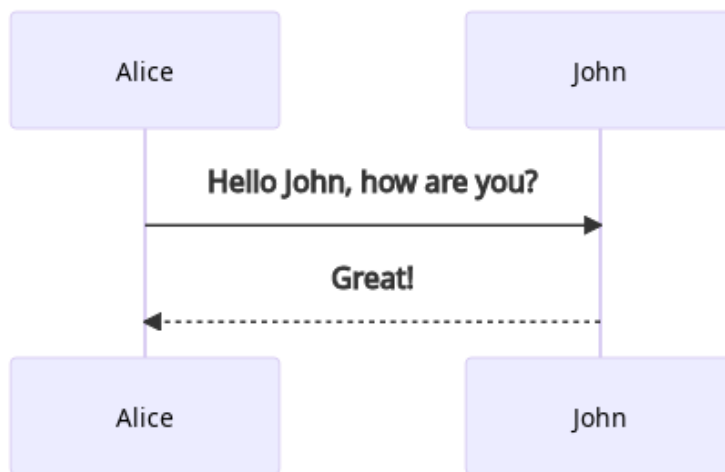 Alice
John
Hello John, how are you?
Great!
Alice
John